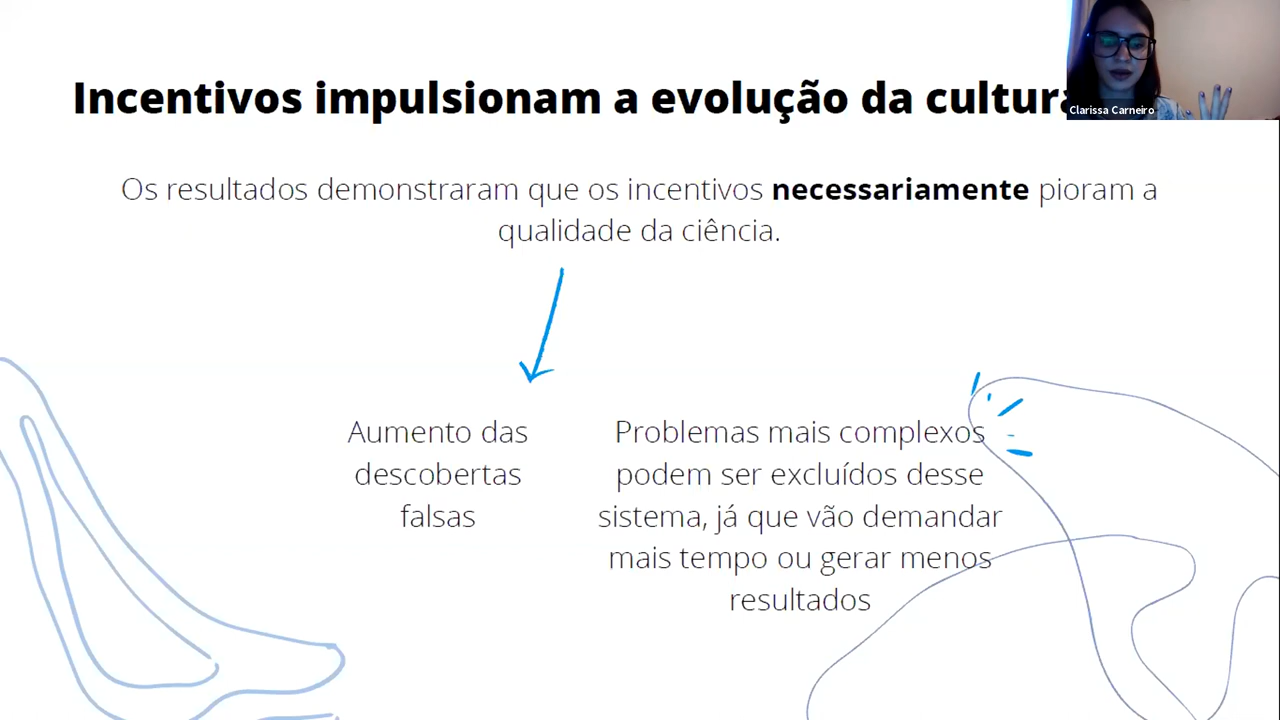 Incentivos impulsionam a evolução da cultura
Clarissa Carneiro
Os resultados demonstraram que os incentivos necessariamente pioram a
qualidade da ciência.
Aumento das
descobertas
falsas
Problemas mais complexos
podem ser excluídos desse
sistema, já que vão demandar
mais tempo ou gerar menos
resultados